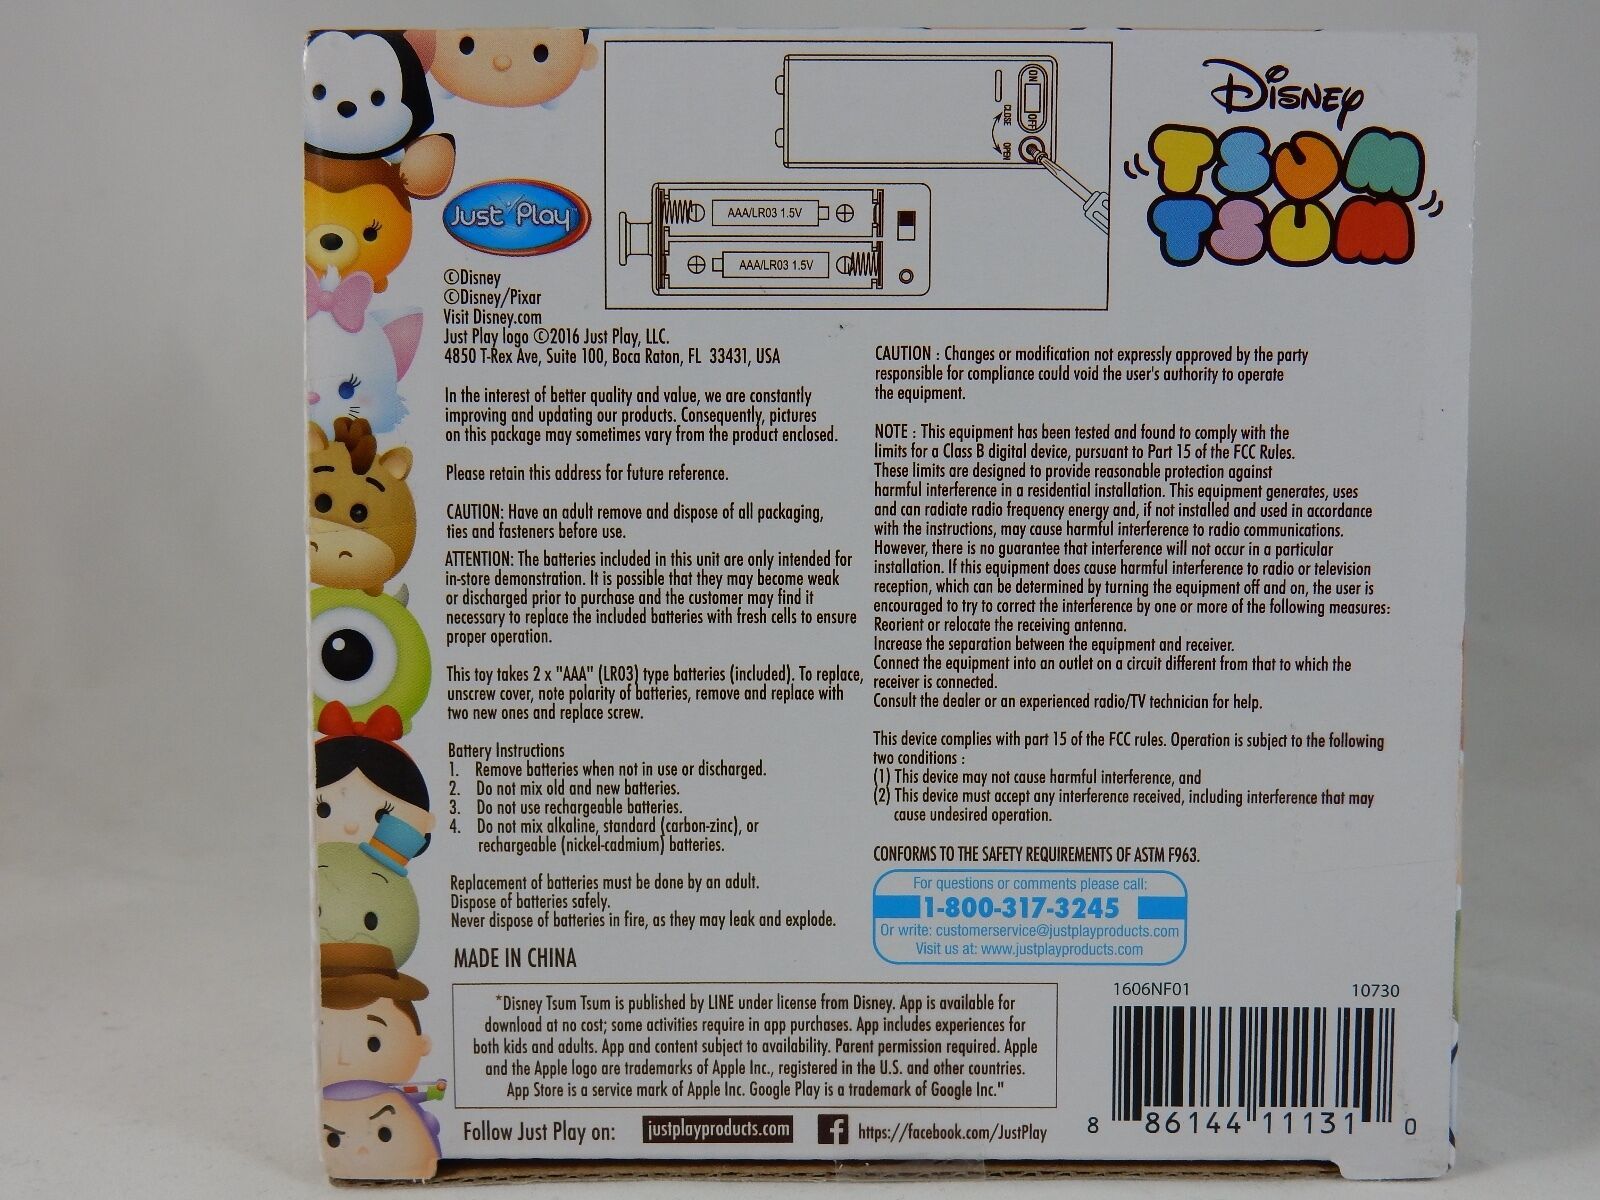 Disney
TSUM
TSUM
ON
OFF
CLOSE
OPEN
AAA/LR03 1.5V
AAA/LR03 1.5V
Just Play
©Disney
©Disney/Pixar
Visit Disney.com
Just Play logo ©2016 Just Play, LLC.
4850 T-Rex Ave, Suite 100, Boca Raton, FL 33431, USA
In the interest of better quality and value, we are constantly
improving and updating our products. Consequently, pictures
on this package may sometimes vary from the product enclosed.
Please retain this address for future reference.
CAUTION: Have an adult remove and dispose of all packaging,
ties and fasteners before use.
ATTENTION: The batteries included in this unit are only intended for
in-store demonstration. It is possible that they may become weak
or discharged prior to purchase and the customer may find it
necessary to replace the included batteries with fresh cells to ensure
proper operation.
This toy takes 2 x "AAA" (LR03) type batteries (included). To replace,
unscrew cover, note polarity of batteries, remove and replace with
two new ones and replace screw.
Battery Instructions
1. Remove batteries when not in use or discharged.
2. Do not mix old and new batteries.
3. Do not use rechargeable batteries.
4. Do not mix alkaline, standard (carbon-zinc), or
rechargeable (nickel-cadmium) batteries.
Replacement of batteries must be done by an adult.
Dispose of batteries safely.
Never dispose of batteries in fire, as they may leak and explode.
MADE IN CHINA
CAUTION : Changes or modification not expressly approved by the party
responsible for compliance could void the user's authority to operate
the equipment.
NOTE : This equipment has been tested and found to comply with the
limits for a Class B digital device, pursuant to Part 15 of the FCC Rules.
These limits are designed to provide reasonable protection against
harmful interference in a residential installation. This equipment generates, uses
and can radiate radio frequency energy and, if not installed and used in accordance
with the instructions, may cause harmful interference to radio communications.
However, there is no guarantee that interference will not occur in a particular
installation. If this equipment does cause harmful interference to radio or television
reception, which can be determined by turning the equipment off and on, the user is
encouraged to try to correct the interference by one or more of the following measures:
Reorient or relocate the receiving antenna.
Increase the separation between the equipment and receiver.
Connect the equipment into an outlet on a circuit different from that to which the
receiver is connected.
Consult the dealer or an experienced radio/TV technician for help.
This device complies with part 15 of the FCC rules. Operation is subject to the following
two conditions :
(1) This device may not cause harmful interference, and
(2) This device must accept any interference received, including interference that may
cause undesired operation.
CONFORMS TO THE SAFETY REQUIREMENTS OF ASTM F963.
For questions or comments please call:
1-800-317-3245
Or write: customerservice@justplayproducts.com
Visit us at: www.justplayproducts.com
*Disney Tsum Tsum is published by LINE under license from Disney. App is available for
download at no cost; some activities require in app purchases. App includes experiences for
both kids and adults. App and content subject to availability. Parent permission required. Apple
and the Apple logo are trademarks of Apple Inc., registered in the U.S. and other countries.
App Store is a service mark of Apple Inc. Google Play is a trademark of Google Inc."
Follow Just Play on: justplayproducts.com f https://facebook.com/JustPlay
1606NF01 10730
8 86144 11131 0